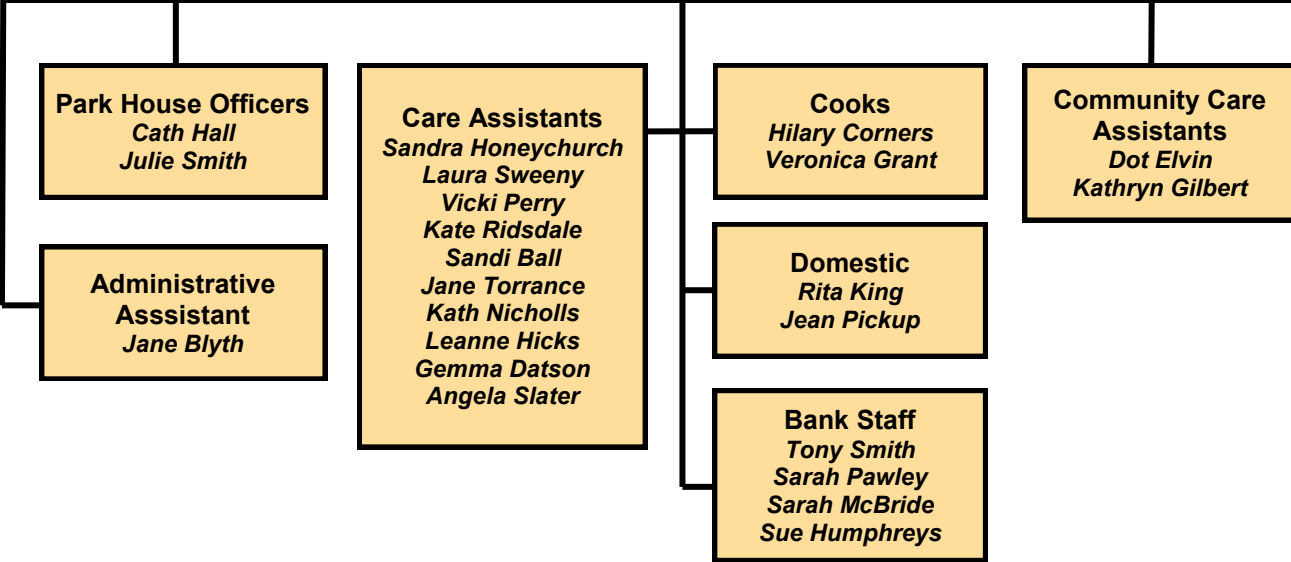 Park House Officers
Cath Hall
Julie Smith
Administrative
Asssistant
Jane Blyth
Care Assistants
Sandra Honeychurch
Laura Sweeny
Vicki Perry
Kate Ridsdale
Sandi Ball
Jane Torrance
Kath Nicholls
Leanne Hicks
Gemma Datson
Angela Slater
Cooks
Hilary Corners
Veronica Grant
Domestic
Rita King
Jean Pickup
Bank Staff
Tony Smith
Sarah Pawley
Sarah McBride
Sue Humphreys
Community Care
Assistants
Dot Elvin
Kathryn Gilbert